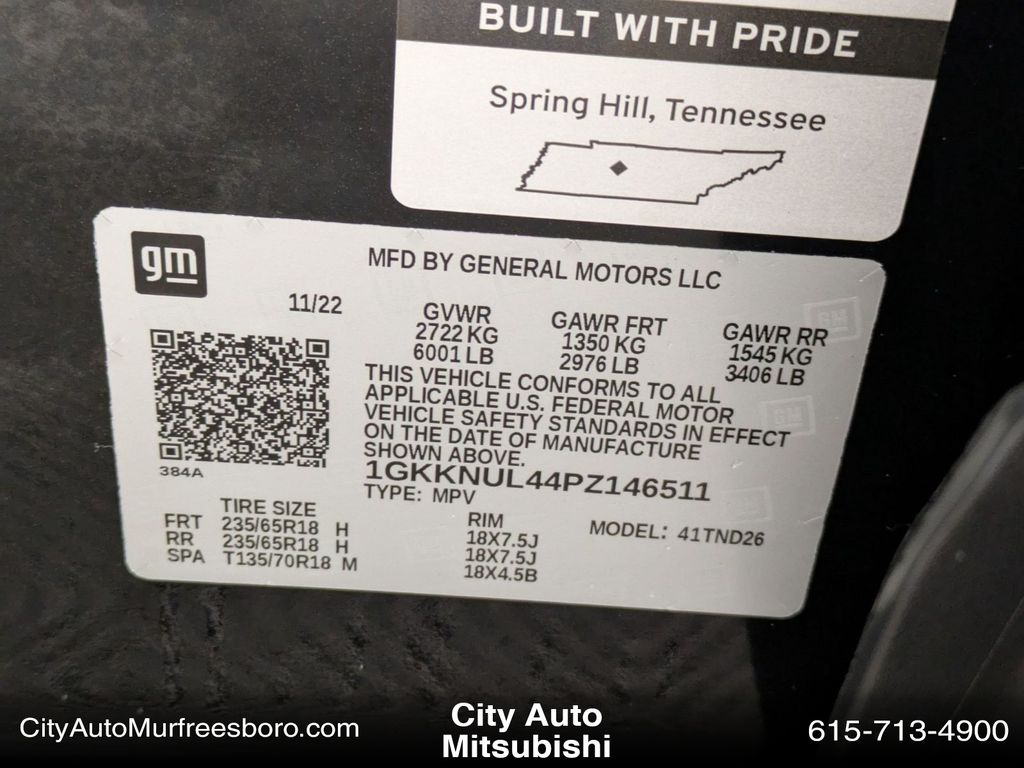 BUILT WITH PRIDE
Spring Hill, Tennessee
gm
MFD BY GENERAL MOTORS LLC
11/22
GVWR GAWR FRT GAWR RR
2722 KG 1350 KG 1545 KG
6001 LB 2976 LB 3406 LB
THIS VEHICLE CONFORMS TO ALL
APPLICABLE U.S. FEDERAL MOTOR
VEHICLE SAFETY STANDARDS IN EFFECT
ON THE DATE OF MANUFACTURE
SHOWN ABOVE.
384A
1GKKNUL44PZ146511
TYPE: MPV
TIRE SIZE RIM MODEL: 41TND26
FRT 235/65R18 H 18X7.5J
RR 235/65R18 H 18X7.5J
SPA T135/70R18 M 18X4.5B
GM
GM
CityAutoMurfreesboro.com
City Auto
Mitsubishi
615-713-4900